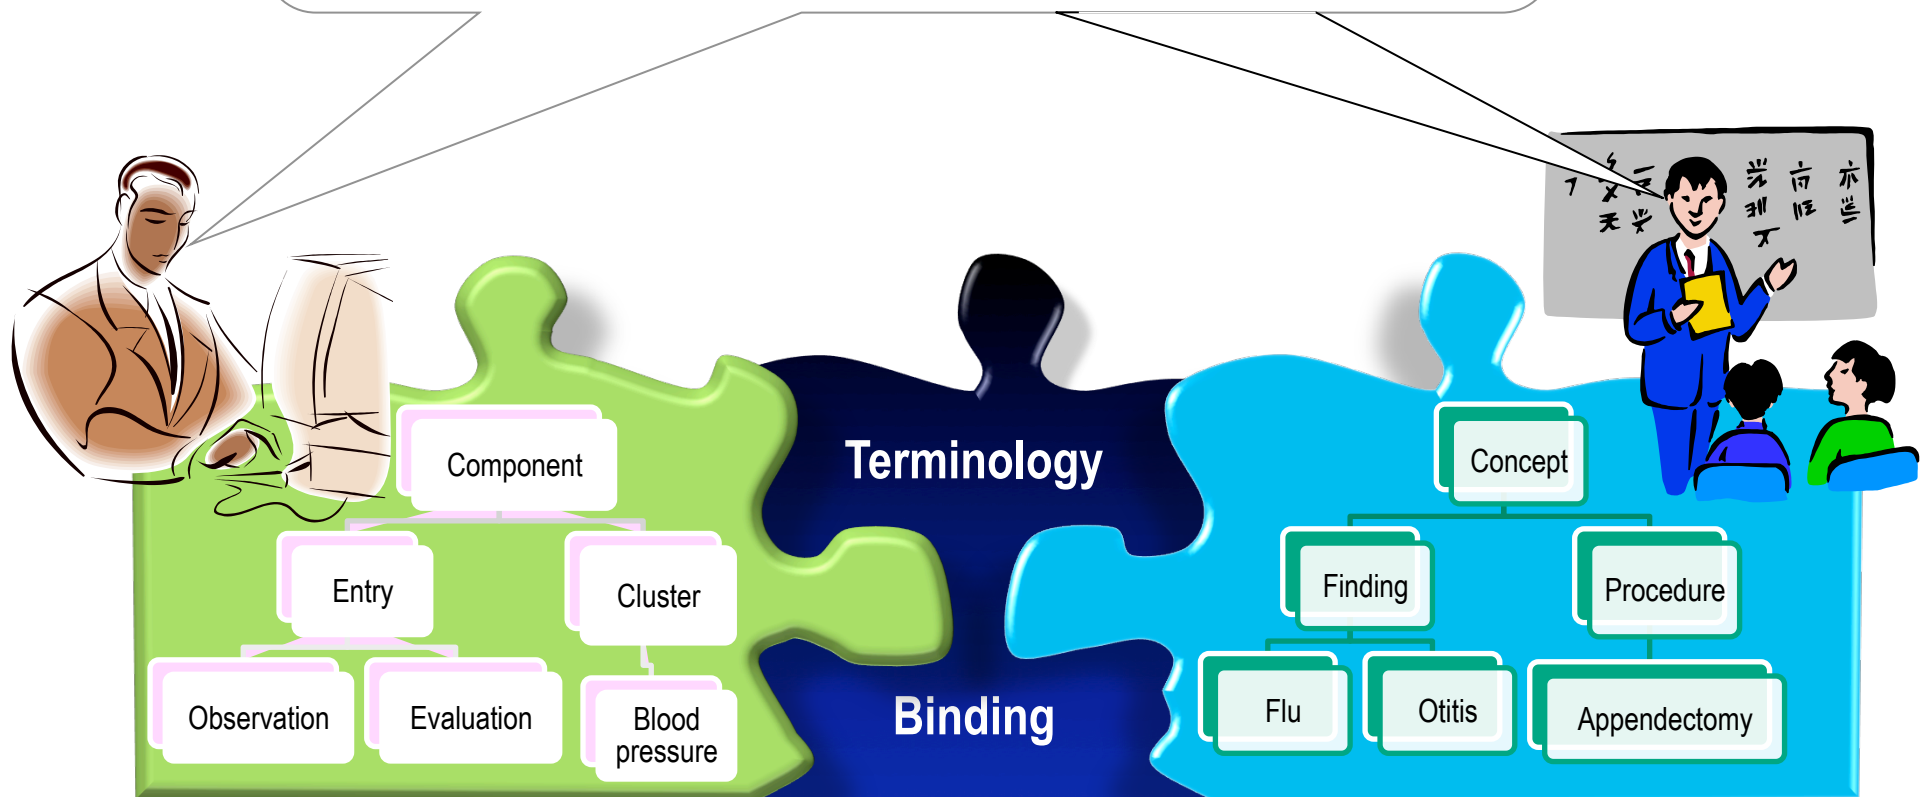 Terminology
Component
Concept
Entry
Cluster
Finding
Procedure
Observation
Evaluation
Blood
pressure
Binding
Flu
Otitis
Appendectomy